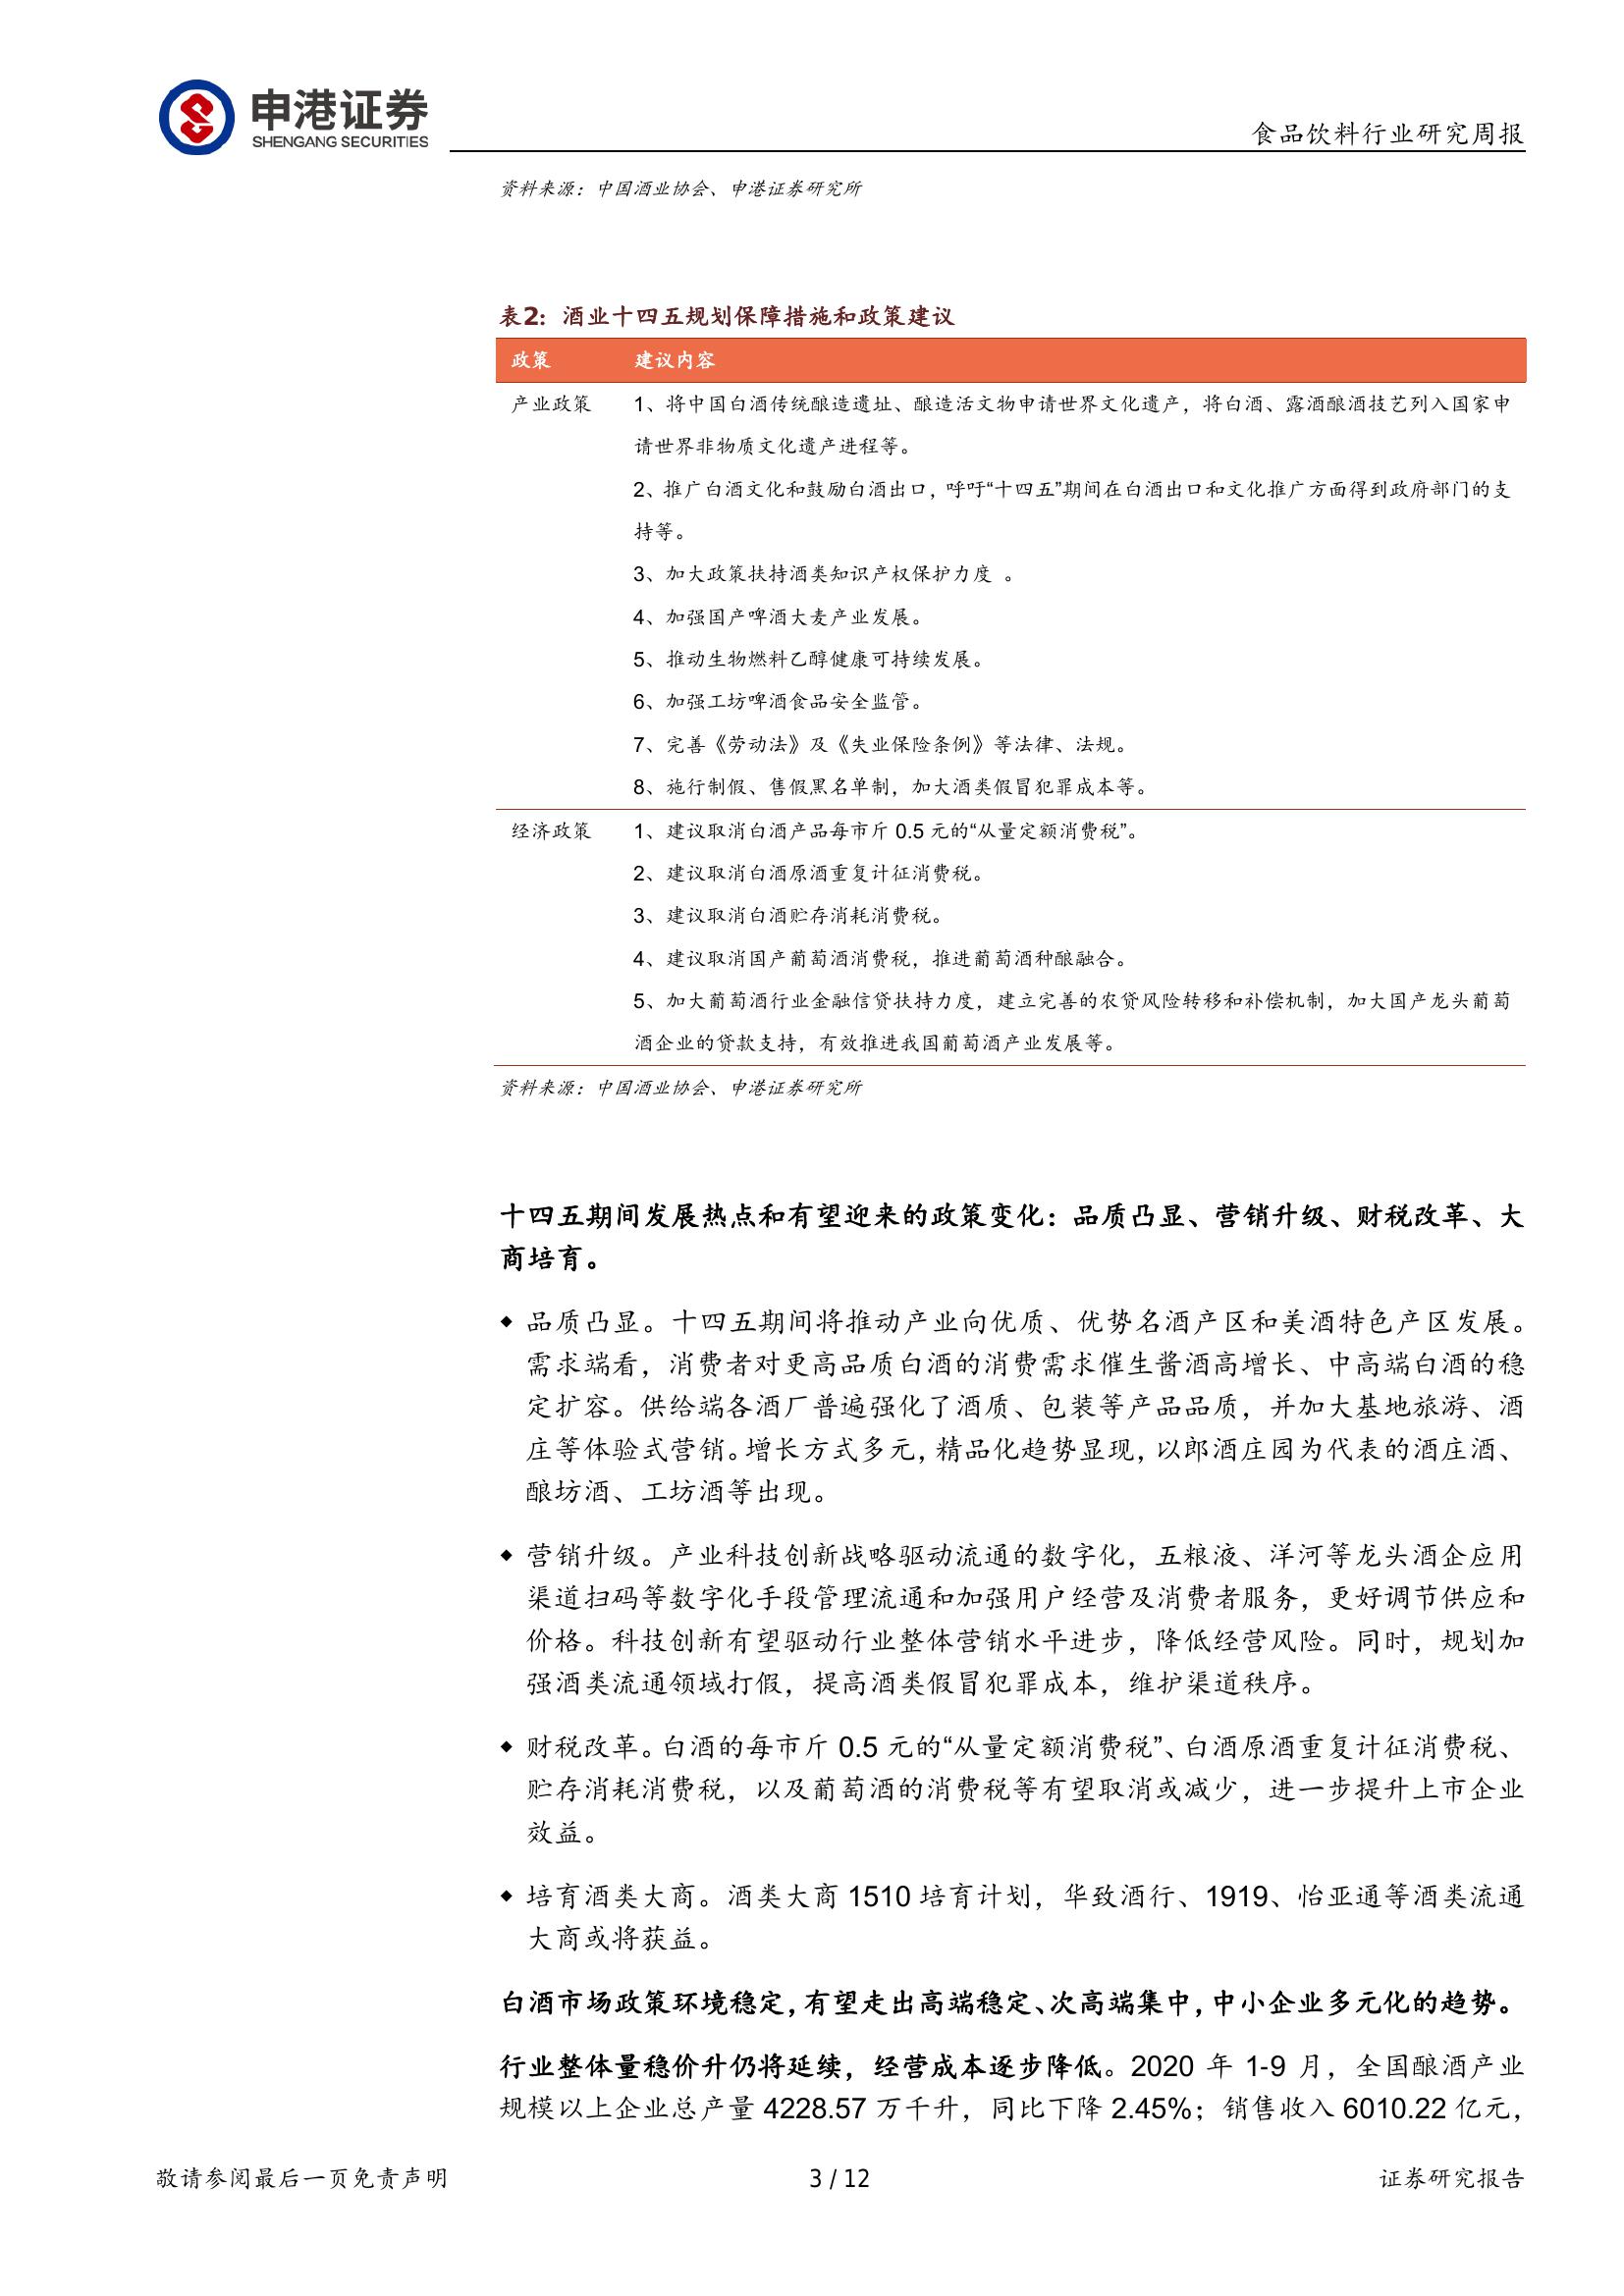 申港证券
SHENGANG SECURITIES
食品饮料行业研究周报
资料来源：中国酒业协会、申港证券研究所
表2：酒业十四五规划保障措施和政策建议
政策 建议内容
产业政策 1、将中国白酒传统酿造遗址、酿造活文物申请世界文化遗产，将白酒、露酒酿酒技艺列入国家申
请世界非物质文化遗产进程等。
2、推广白酒文化和鼓励白酒出口，呼吁“十四五”期间在白酒出口和文化推广方面得到政府部门的支
持等。
3、加大政策扶持酒类知识产权保护力度 。
4、加强国产啤酒大麦产业发展。
5、推动生物燃料乙醇健康可持续发展。
6、加强工坊啤酒食品安全监管。
7、完善《劳动法》及《失业保险条例》等法律、法规。
8、施行制假、售假黑名单制，加大酒类假冒犯罪成本等。
经济政策 1、建议取消白酒产品每市斤 0.5 元的“从量定额消费税”。
2、建议取消白酒原酒重复计征消费税。
3、建议取消白酒贮存消耗消费税。
4、建议取消国产葡萄酒消费税，推进葡萄酒种酿融合。
5、加大葡萄酒行业金融信贷扶持力度，建立完善的农贷风险转移和补偿机制，加大国产龙头葡萄
酒企业的贷款支持，有效推进我国葡萄酒产业发展等。
资料来源：中国酒业协会、申港证券研究所
十四五期间发展热点和有望迎来的政策变化：品质凸显、营销升级、财税改革、大
商培育。
◆ 品质凸显。十四五期间将推动产业向优质、优势名酒产区和美酒特色产区发展。
需求端看，消费者对更高品质白酒的消费需求催生酱酒高增长、中高端白酒的稳
定扩容。供给端各酒厂普遍强化了酒质、包装等产品品质，并加大基地旅游、酒
庄等体验式营销。增长方式多元，精品化趋势显现，以郎酒庄园为代表的酒庄酒、
酿坊酒、工坊酒等出现。
◆ 营销升级。产业科技创新战略驱动流通的数字化，五粮液、洋河等龙头酒企应用
渠道扫码等数字化手段管理流通和加强用户经营及消费者服务，更好调节供应和
价格。科技创新有望驱动行业整体营销水平进步，降低经营风险。同时，规划加
强酒类流通领域打假，提高酒类假冒犯罪成本，维护渠道秩序。
◆ 财税改革。白酒的每市斤 0.5 元的“从量定额消费税”、白酒原酒重复计征消费税、
贮存消耗消费税，以及葡萄酒的消费税等有望取消或减少，进一步提升上市企业
效益。
◆ 培育酒类大商。酒类大商 1510 培育计划，华致酒行、1919、怡亚通等酒类流通
大商或将获益。
白酒市场政策环境稳定，有望走出高端稳定、次高端集中，中小企业多元化的趋势。
行业整体量稳价升仍将延续，经营成本逐步降低。2020 年 1-9 月，全国酿酒产业
规模以上企业总产量 4228.57 万千升，同比下降 2.45%；销售收入 6010.22 亿元，
敬请参阅最后一页免责声明 3 / 12 证券研究报告